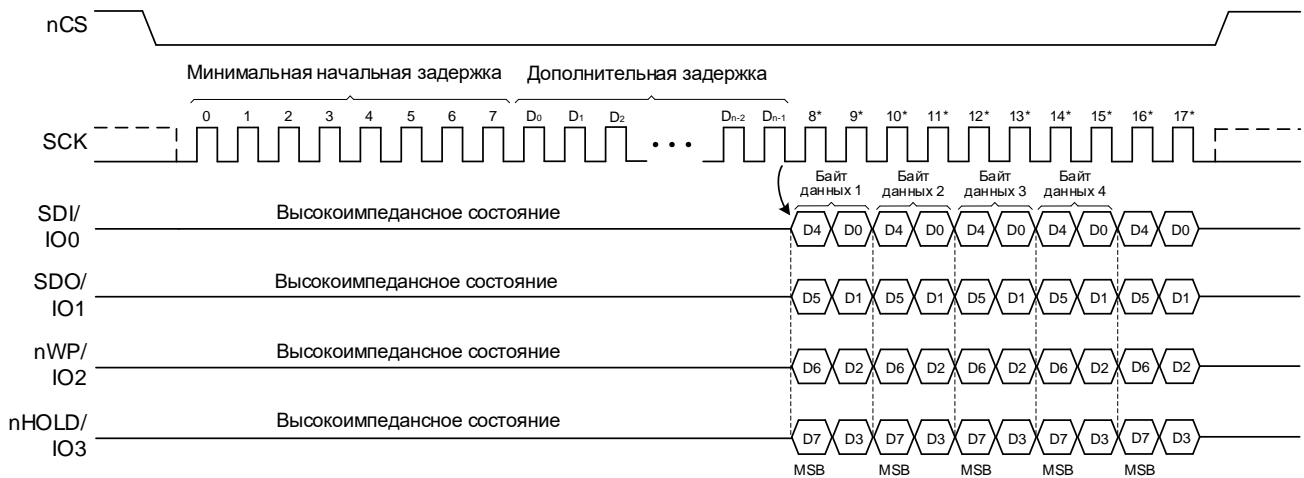 nCS
Минимальная начальная задержка Дополнительная задержка
0 1 2 3 4 5 6 7 D0 D1 D2 Dn-2 Dn-1 8* 9* 10* 11* 12* 13* 14* 15* 16* 17*
SCK
• • •
Байт данных 1
Байт данных 2
Байт данных 3
Байт данных 4
SDI/
IO0
Высокоимпедансное состояние
D4 D0 D4 D0 D4 D0 D4 D0 D4 D0
SDO/
IO1
Высокоимпедансное состояние
D5 D1 D5 D1 D5 D1 D5 D1 D5 D1
nWP/
IO2
Высокоимпедансное состояние
D6 D2 D6 D2 D6 D2 D6 D2 D6 D2
nHOLD/
IO3
Высокоимпедансное состояние
D7 D3 D7 D3 D7 D3 D7 D3 D7 D3
MSB MSB MSB MSB MSB